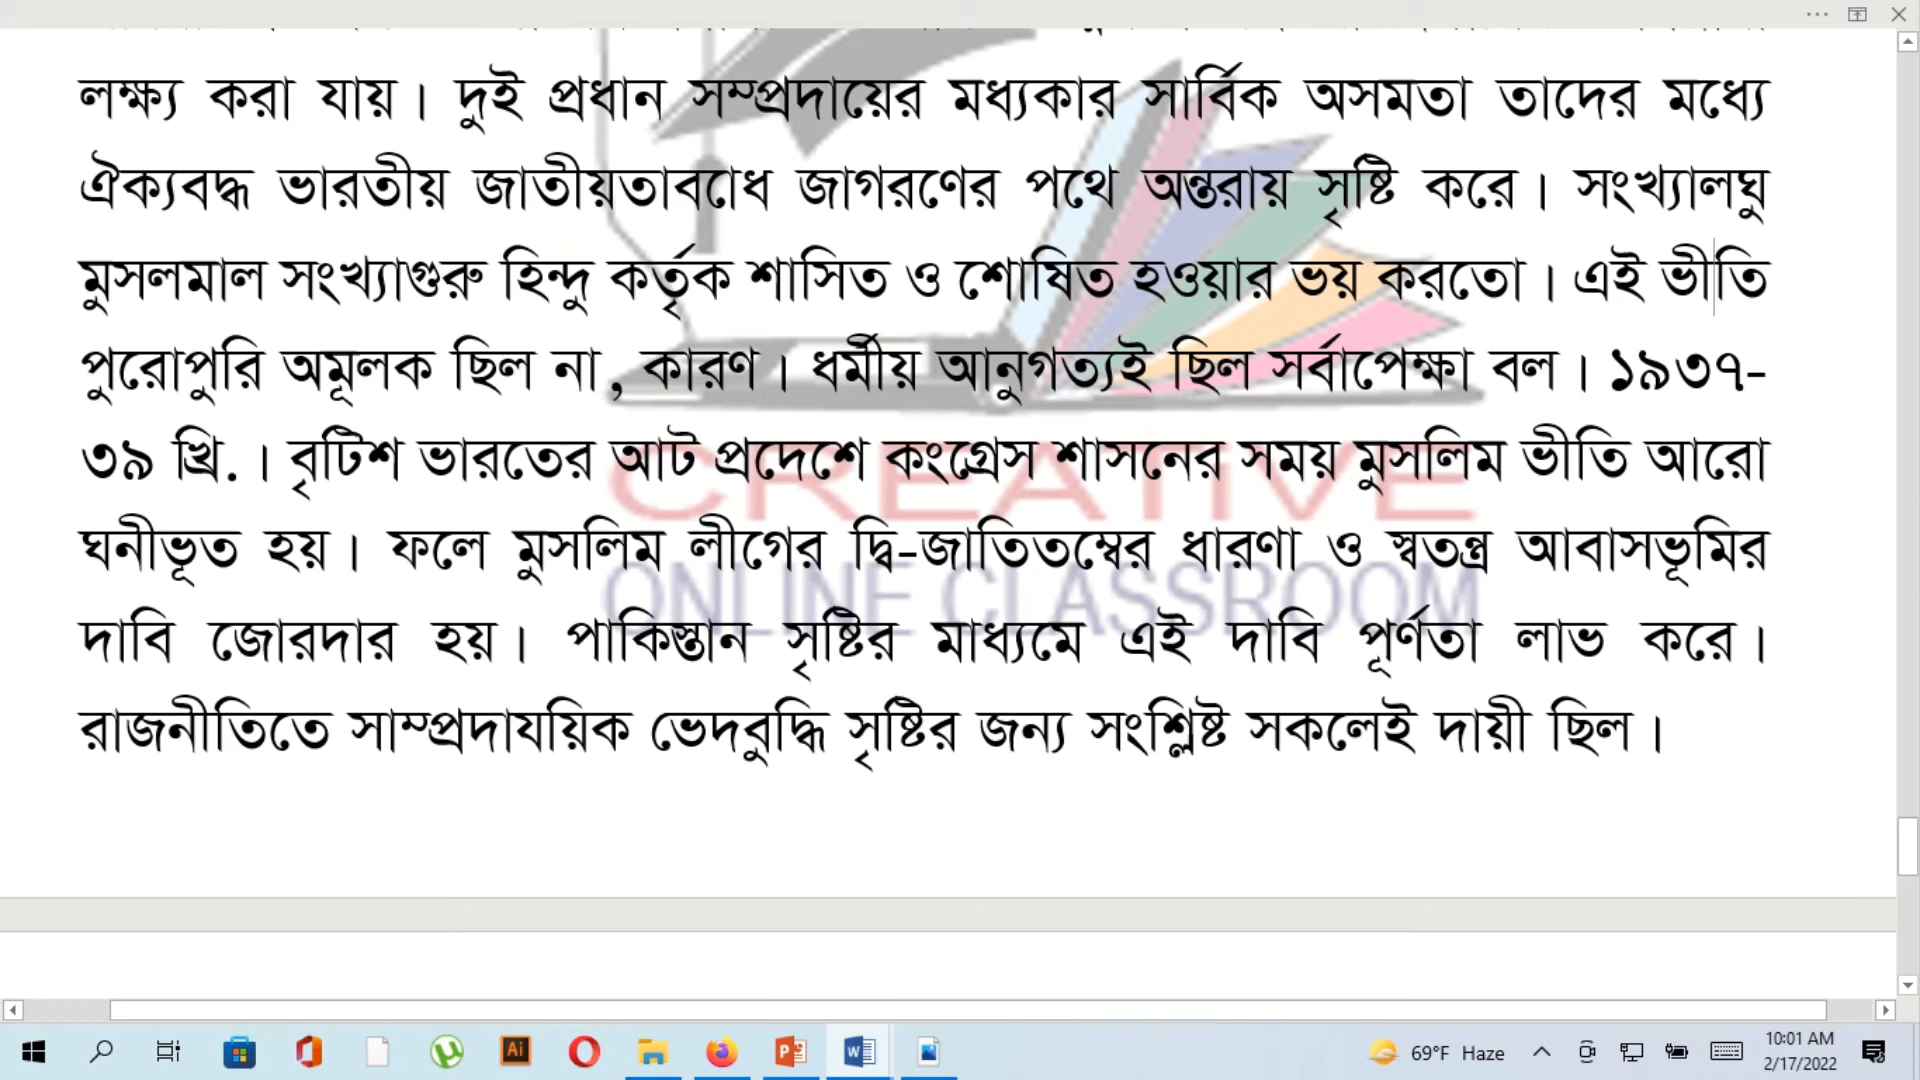 লক্ষ্য করা যায়। দুই প্রধান সম্প্রদায়ের মধ্যকার সার্বিক অসমতা তাদের মধ্যে
ঐক্যবদ্ধ ভারতীয় জাতীয়তাবোধ জাগরণের পথে অন্তরায় সৃষ্টি করে। সংখ্যালঘু
মুসলমাল সংখ্যাগুরু হিন্দু কর্তৃক শাসিত ও শোষিত হওয়ার ভয় করতো। এই ভীতি
পুরোপুরি অমূলক ছিল না, কারণ। ধর্মীয় আনুগত্যই ছিল সর্বাপেক্ষা বল। ১৯৩৭-
৩৯ খ্রি.। বৃটিশ ভারতের আট প্রদেশে কংগ্রেস শাসনের সময় মুসলিম ভীতি আরো
ঘনীভূত হয়। ফলে মুসলিম লীগের দ্বি-জাতিতম্বের ধারণা ও স্বতন্ত্র আবাসভূমির
দাবি জোরদার হয়। পাকিস্তান সৃষ্টির মাধ্যমে এই দাবি পূর্ণতা লাভ করে।
রাজনীতিতে সাম্প্রদাযয়িক ভেদবুদ্ধি সৃষ্টির জন্য সংশ্লিষ্ট সকলেই দায়ী ছিল।
CREATIVE
ONLINE CLASSROOM
69°F Haze
10:01 AM
2/17/2022